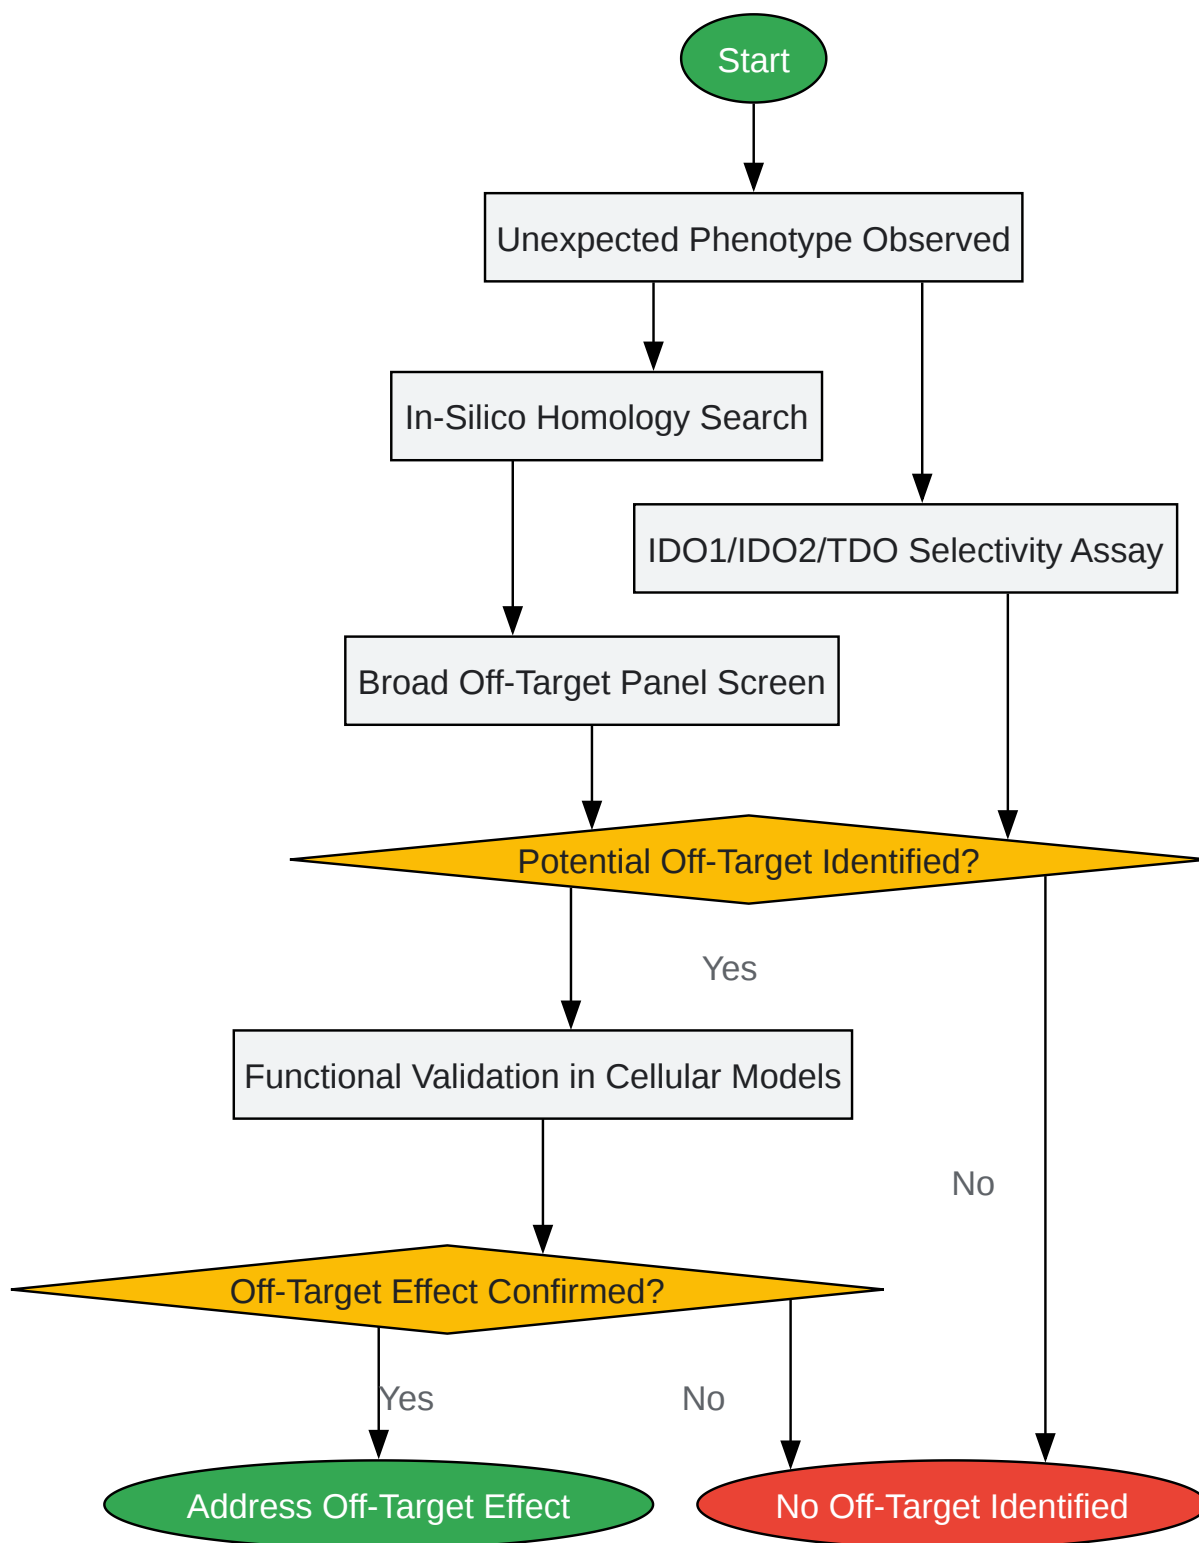 Start
Unexpected Phenotype Observed
In-Silico Homology Search
IDO1/IDO2/TDO Selectivity Assay
Broad Off-Target Panel Screen
Potential Off-Target Identified?
Yes
Functional Validation in Cellular Models
No
Off-Target Effect Confirmed?
Yes
No
Address Off-Target Effect
No Off-Target Identified